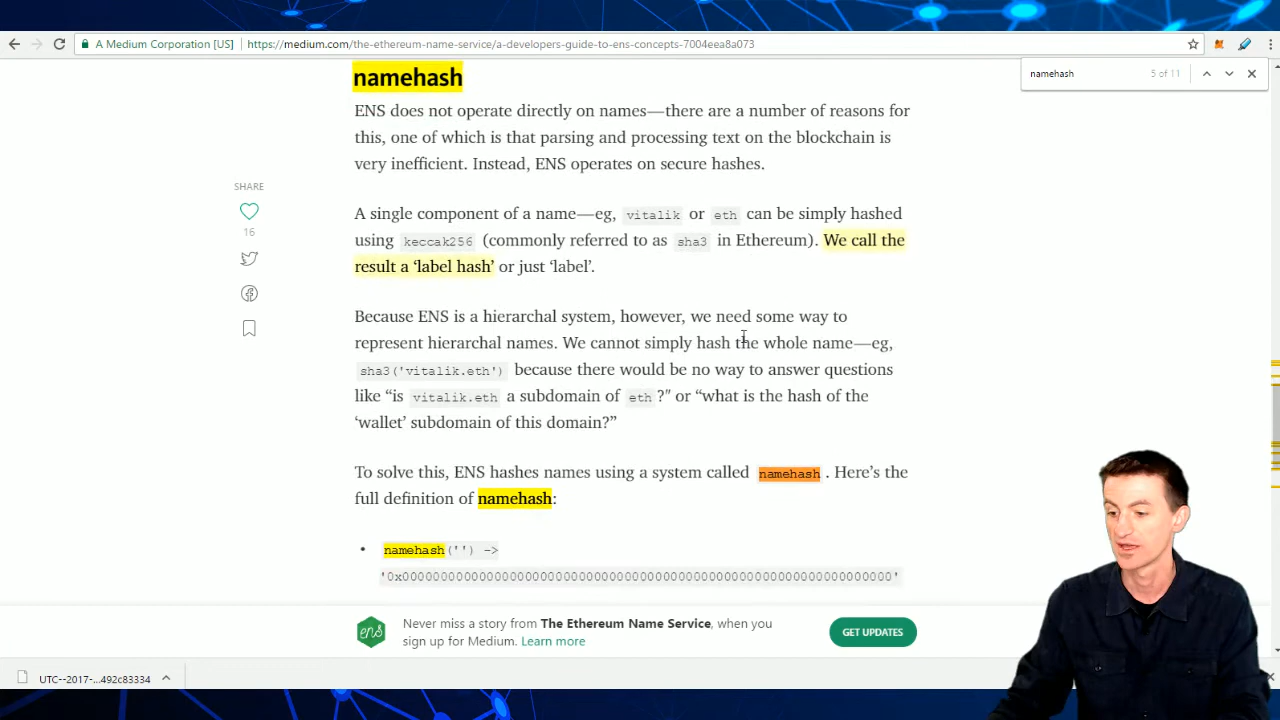 A Medium Corporation [US]
https://medium.com/the-ethereum-name-service/a-developers-guide-to-ens-concepts-7004eea8a073
namehash
5 of 11
namehash
ENS does not operate directly on names—there are a number of reasons for
this, one of which is that parsing and processing text on the blockchain is
very inefficient. Instead, ENS operates on secure hashes.
SHARE
16
A single component of a name—eg, vitalik or eth can be simply hashed
using keccak256 (commonly referred to as sha3 in Ethereum). We call the
result a ‘label hash’ or just ‘label’.
Because ENS is a hierarchal system, however, we need some way to
represent hierarchal names. We cannot simply hash the whole name—eg,
sha3('vitalik.eth') because there would be no way to answer questions
like “is vitalik.eth a subdomain of eth?” or “what is the hash of the
‘wallet’ subdomain of this domain?”
To solve this, ENS hashes names using a system called namehash . Here’s the
full definition of namehash:
• namehash('') ->
'0x0000000000000000000000000000000000000000000000000000000000000000'
ens
Never miss a story from The Ethereum Name Service, when you
sign up for Medium. Learn more
GET UPDATES
UTC--2017-....492c83334